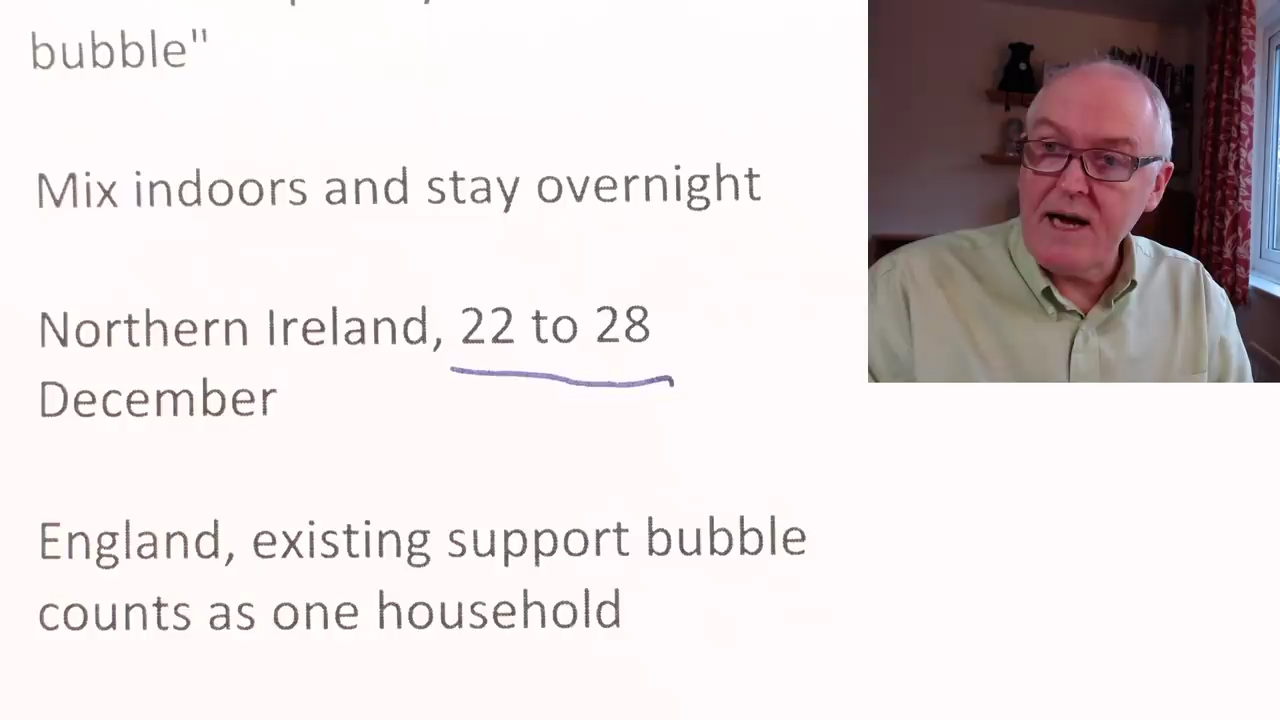 bubble"
Mix indoors and stay overnight
Northern Ireland, 22 to 28
December
England, existing support bubble
counts as one household